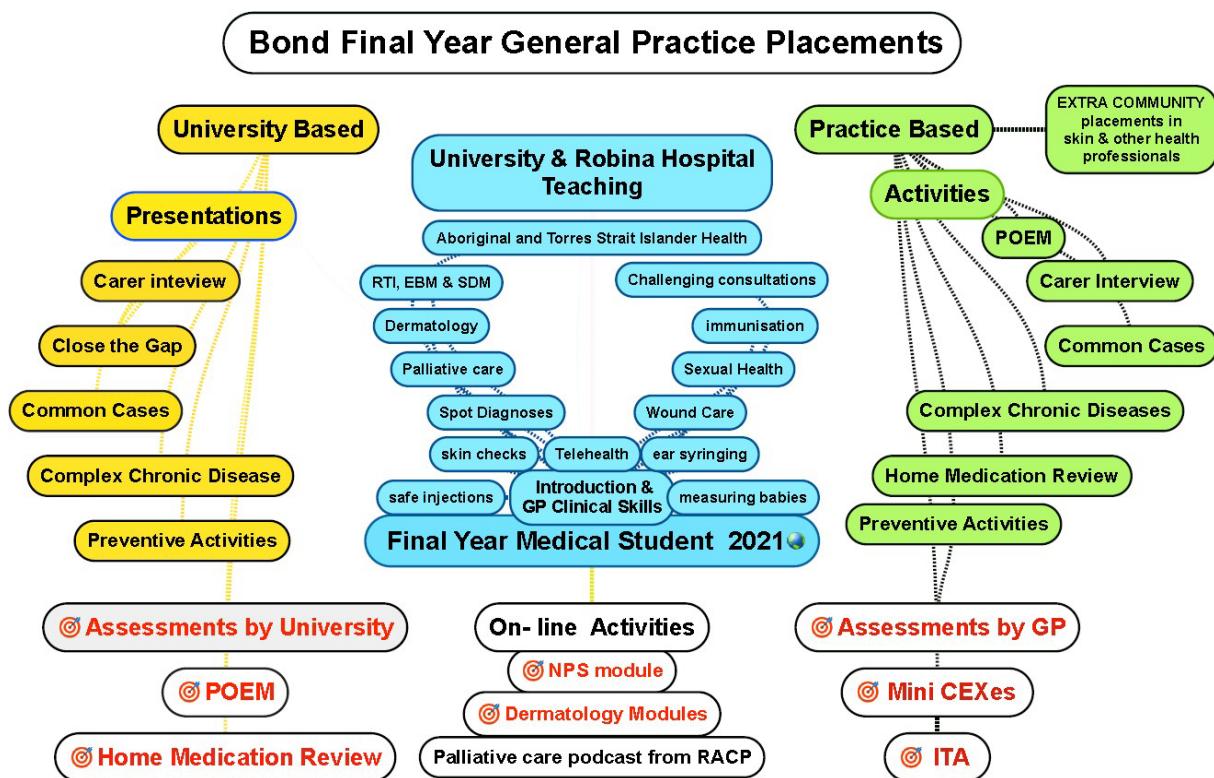 Bond Final Year General Practice Placements
University Based
Presentations
Carer inteview
Close the Gap
Common Cases
Complex Chronic Disease
Preventive Activities
Assessments by University
POEM
Home Medication Review
University & Robina Hospital
Teaching
Aboriginal and Torres Strait Islander Health
RTI, EBM & SDM
Challenging consultations
Dermatology
immunisation
Palliative care
Sexual Health
Spot Diagnoses
Wound Care
skin checks
Telehealth
ear syringing
safe injections
Introduction &
GP Clinical Skills
measuring babies
Final Year Medical Student 2021
On- line Activities
NPS module
Dermatology Modules
Palliative care podcast from RACP
Practice Based
EXTRA COMMUNITY
placements in
skin & other health
professionals
Activities
POEM
Carer Interview
Common Cases
Complex Chronic Diseases
Home Medication Review
Preventive Activities
Assessments by GP
Mini CEXes
ITA